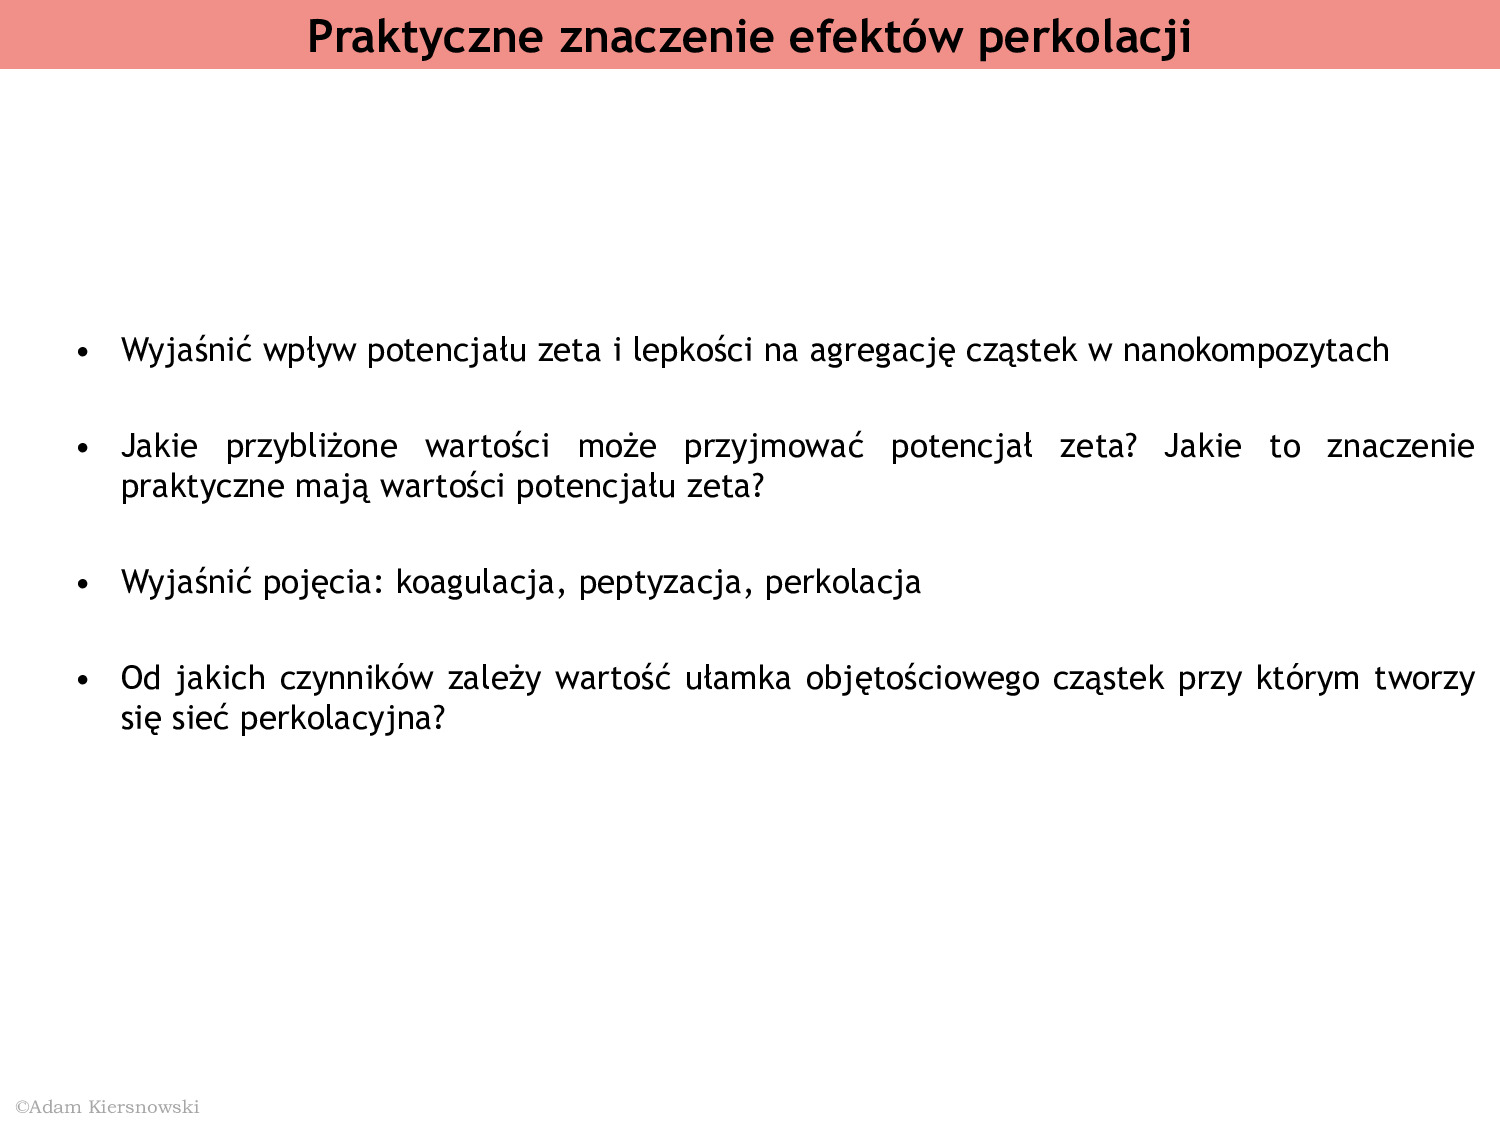 Praktyczne znaczenie efektów perkolacji
• Wyjaśnić wpływ potencjału zeta i lepkości na agregację cząstek w nanokompozytach
• Jakie przybliżone wartości może przyjmować potencjał zeta? Jakie to znaczenie
praktyczne mają wartości potencjału zeta?
• Wyjaśnić pojęcia: koagulacja, peptyzacja, perkolacja
• Od jakich czynników zależy wartość ułamka objętościowego cząstek przy którym tworzy
się sieć perkolacyjna?
©Adam Kiersnowski